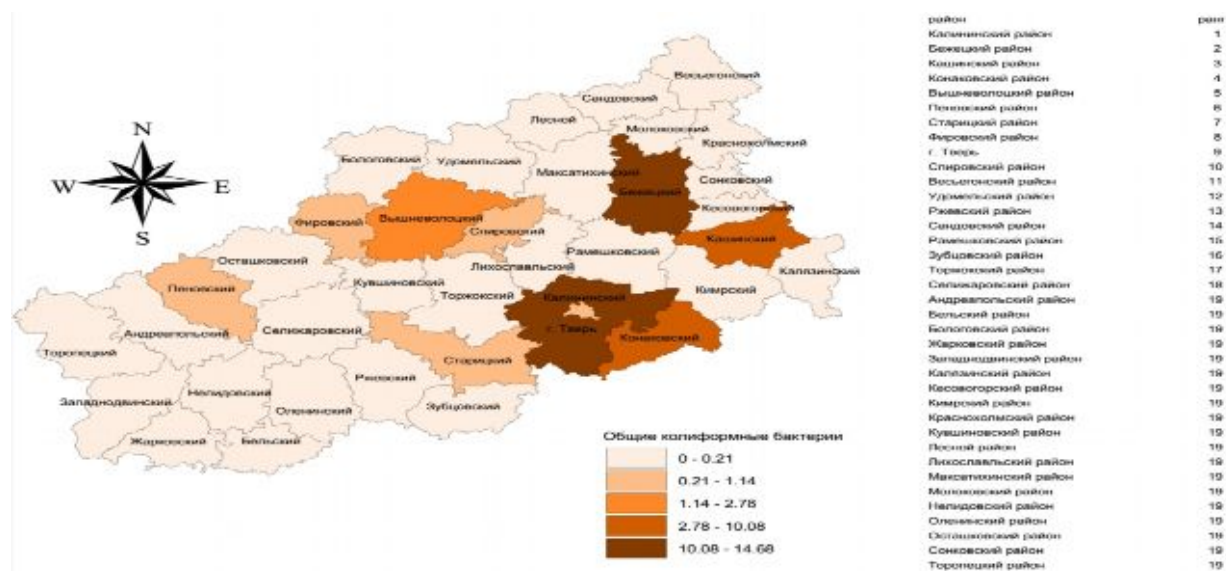 N
W
E
S
Весьегонский
Сандовский
Лесной
Молоковский
Краснохолмский
Бологовский
Удомельский
Максатихинский
Сонковский
Бежецкий
Кесовогорский
Фировский
Вышневолоцкий
Спировский
Кашинский
Рамешковский
Осташковский
Лихославльский
Калязинский
Пеновский
Кувшиновский
Торжокский
Калининский
Кимрский
Андреапольский
Селижаровский
г. Тверь
Конаковский
Торопецкий
Старицкий
Ржевский
Западнодвинский
Нелидовский
Оленинский
Зубцовский
Жарковский
Бельский
Общие колиформные бактерии
0 - 0.21
0.21 - 1.14
1.14 - 2.78
2.78 - 10.08
10.08 - 14.68
район ранг
Калининский район 1
Бежецкий район 2
Кашинский район 3
Конаковский район 4
Вышневолоцкий район 5
Пеновский район 6
Старицкий район 7
Фировский район 8
г. Тверь 9
Спировский район 10
Весьегонский район 11
Удомельский район 12
Ржевский район 13
Сандовский район 14
Рамешковский район 15
Зубцовский район 16
Торжокский район 17
Селижаровский район 18
Андреапольский район 19
Бельский район 19
Бологовский район 19
Жарковский район 19
Западнодвинский район 19
Калязинский район 19
Кесовогорский район 19
Кимрский район 19
Краснохолмский район 19
Кувшиновский район 19
Лесной район 19
Лихославльский район 19
Максатихинский район 19
Молоковский район 19
Нелидовский район 19
Оленинский район 19
Осташковский район 19
Сонковский район 19
Торопецкий район 19